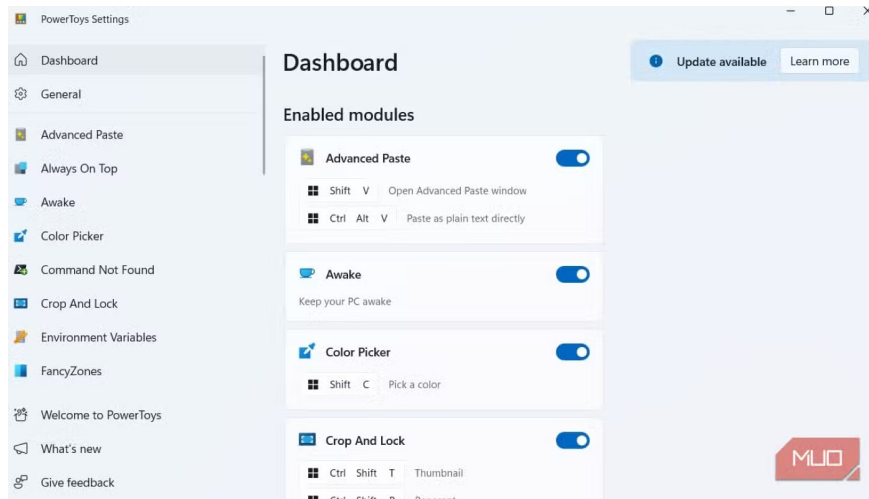 PowerToys Settings
Dashboard
General
Advanced Paste
Always On Top
Awake
Color Picker
Command Not Found
Crop And Lock
Environment Variables
FancyZones
Welcome to PowerToys
What's new
Give feedback
Dashboard
Update available Learn more
Enabled modules
Advanced Paste
Shift V Open Advanced Paste window
Ctrl Alt V Paste as plain text directly
Awake
Keep your PC awake
Color Picker
Shift C Pick a color
Crop And Lock
Ctrl Shift T Thumbnail
Ctrl Shift R Reparent
MUO